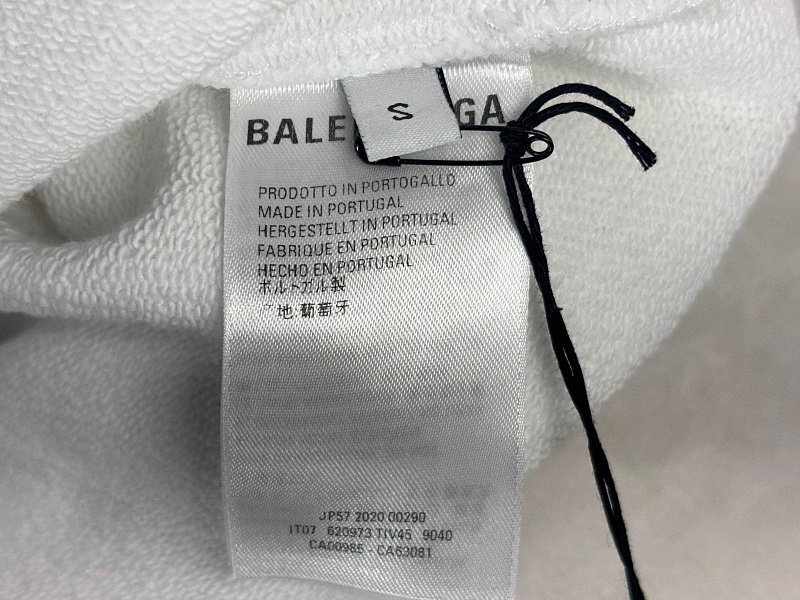 S
BALE GA
PRODOTTO IN PORTOGALLO
MADE IN PORTUGAL
HERGESTELLT IN PORTUGAL
FABRIQUE EN PORTUGAL
HECHO EN PORTUGAL
ポルトガル製
地:葡萄牙
JP57 2020 00290
IT07 620973 TIV45 9040
CA00985 - CA63081